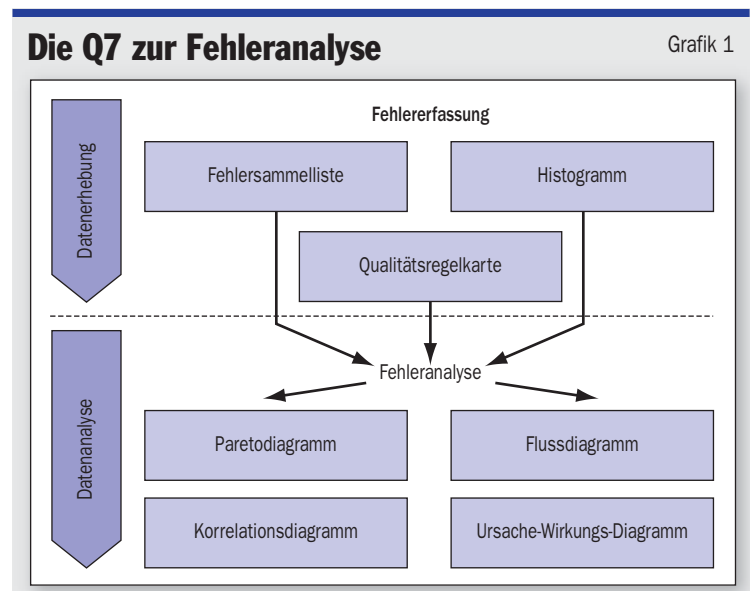 Die Q7 zur Fehleranalyse
Grafik 1
Fehlererfassung
Datenerhebung
Fehlersammelliste
Histogramm
Qualitätsregelkarte
Fehleranalyse
Datenanalyse
Paretodiagramm
Flussdiagramm
Korrelationsdiagramm
Ursache-Wirkungs-Diagramm